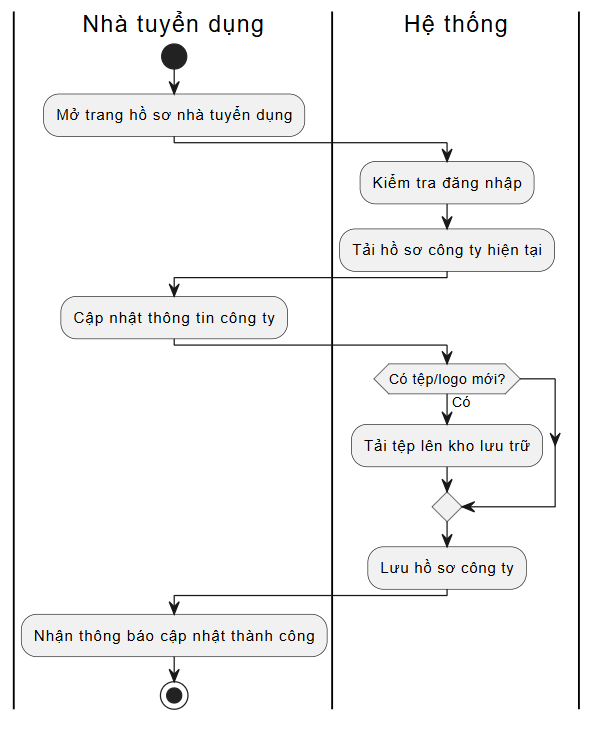 Nhà tuyển dụng
Hệ thống
Mở trang hồ sơ nhà tuyển dụng
Kiểm tra đăng nhập
Tải hồ sơ công ty hiện tại
Cập nhật thông tin công ty
Có tệp/logo mới?
Có
Tải tệp lên kho lưu trữ
Lưu hồ sơ công ty
Nhận thông báo cập nhật thành công